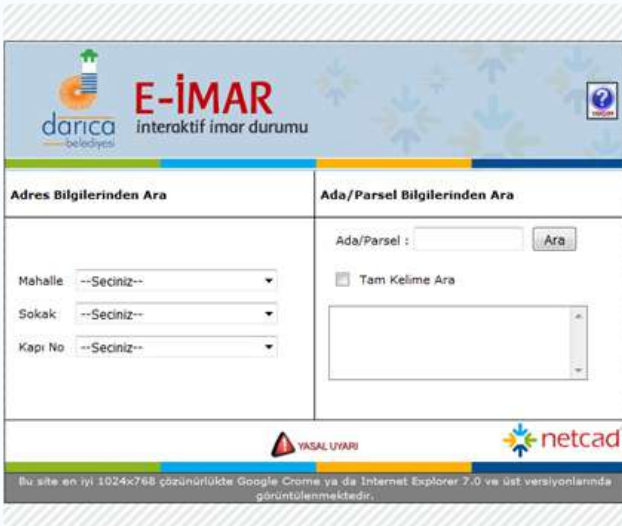 darıca
belediyesi
E-İMAR
interaktif imar durumu
YARDIM
Adres Bilgilerinden Ara
Mahalle --Seciniz--
Sokak --Seciniz--
Kapı No --Seciniz--
Ada/Parsel Bilgilerinden Ara
Ada/Parsel : Ara
Tam Kelime Ara
YASAL UYARI
netcad
Bu site en iyi 1024x768 çözünürlükte Google Crome ya da Internet Explorer 7.0 ve üst versiyonlarında
görüntülenmektedir.